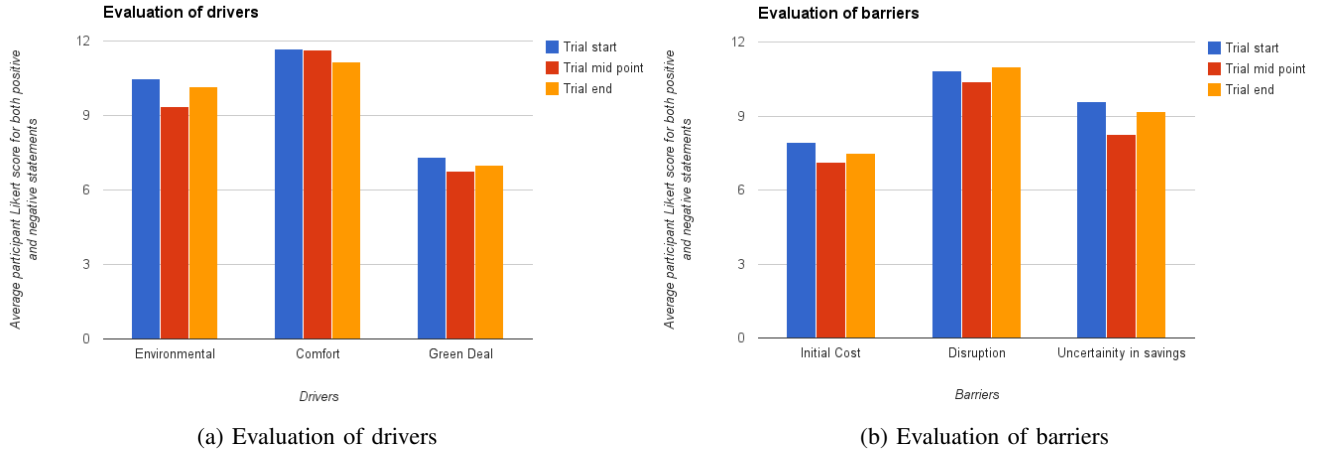 Evaluation of drivers
Average participant Likert score for both positive
and negative statements
12
9
6
3
0
Trial start
Trial mid point
Trial end
Environmental
Comfort
Green Deal
Drivers
(a) Evaluation of drivers
Evaluation of barriers
Average participant Likert score for both positive
and negative statements
12
9
6
3
0
Trial start
Trial mid point
Trial end
Initial Cost
Disruption
Uncertainity in savings
Barriers
(b) Evaluation of barriers